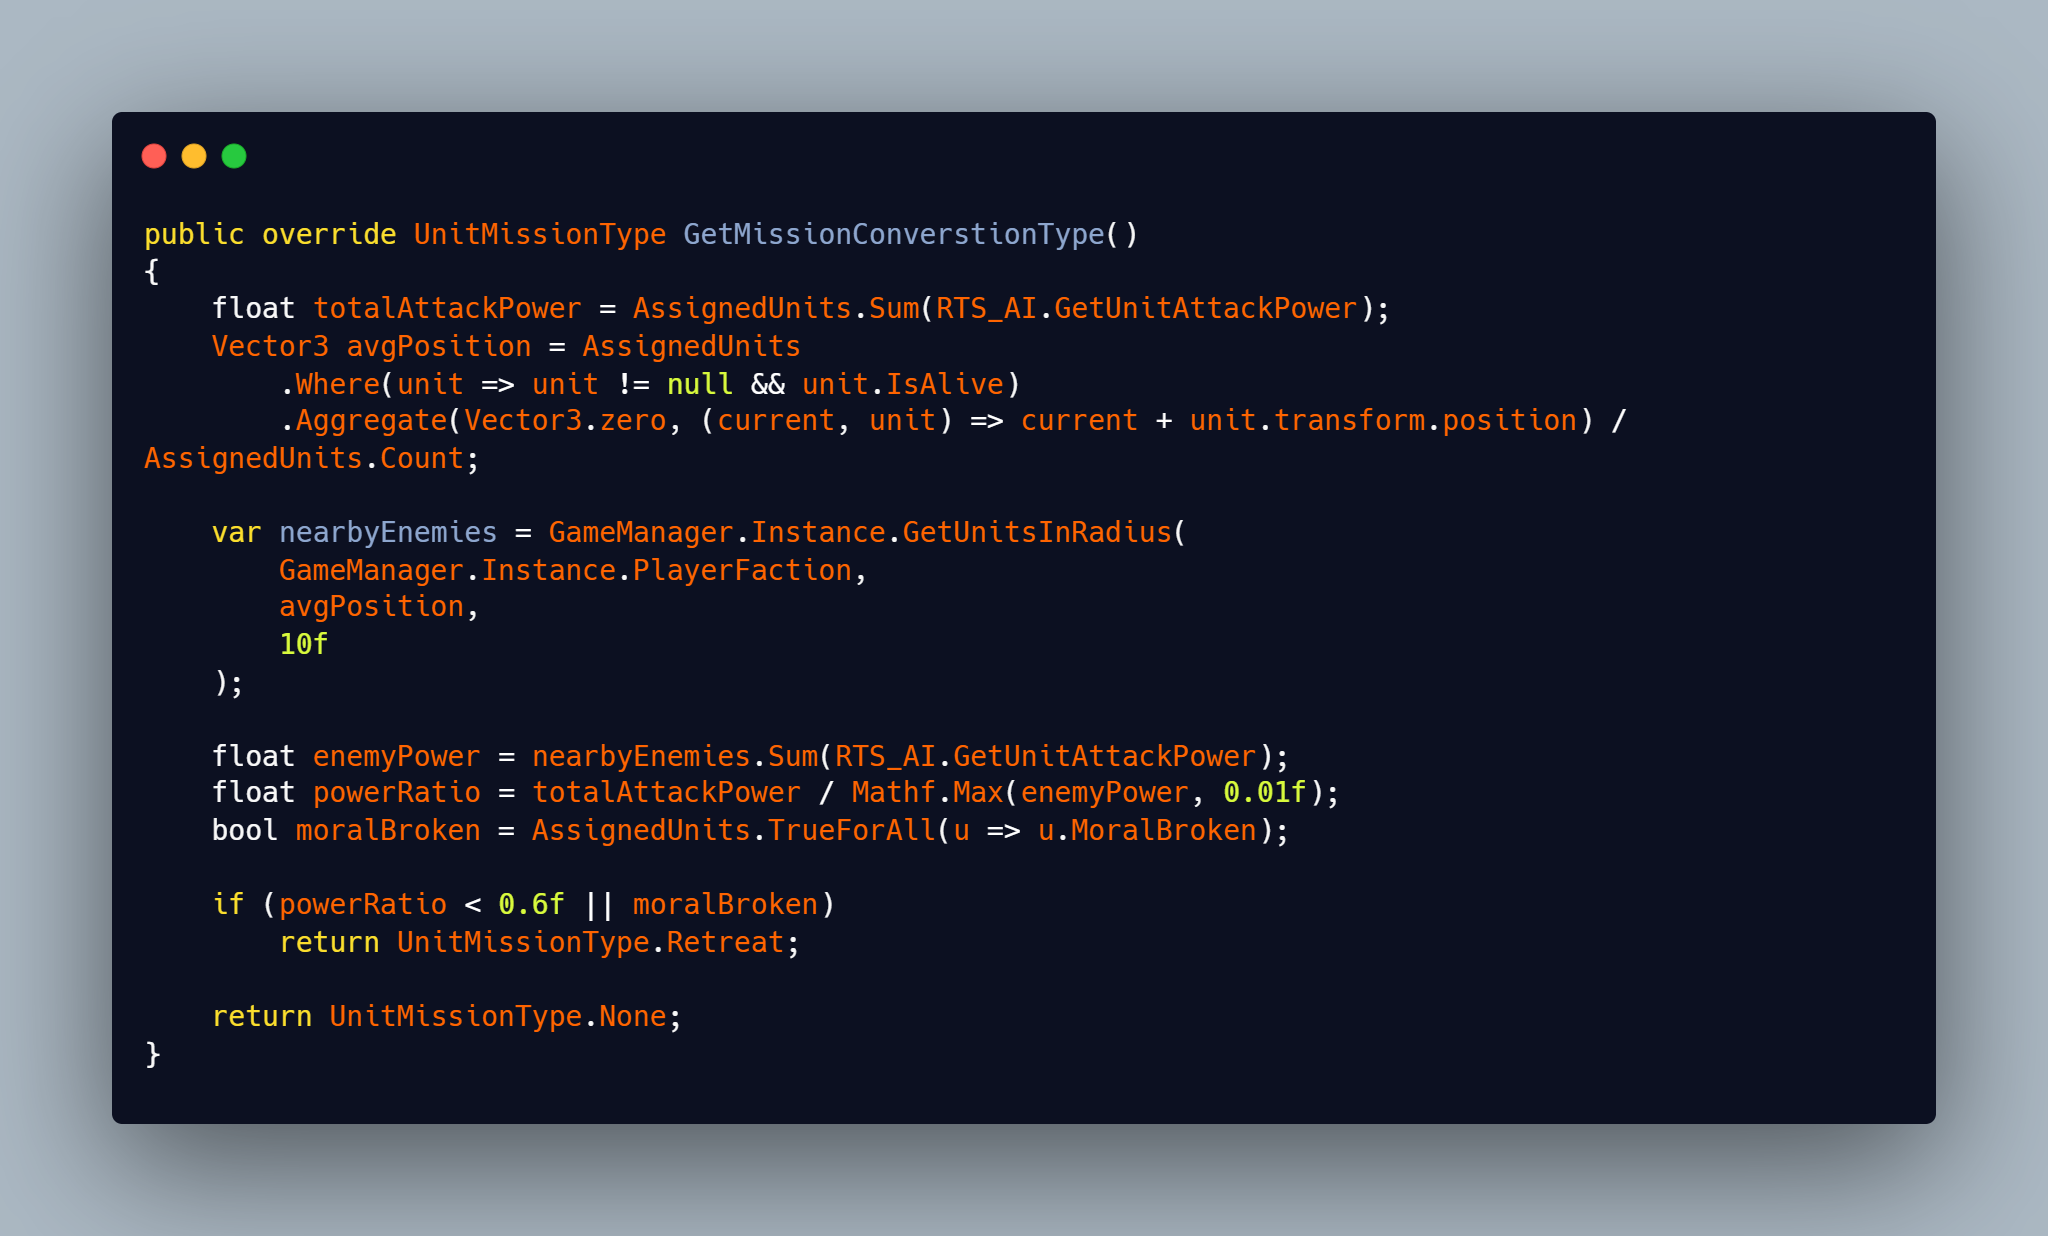 public override UnitMissionType GetMissionConverstionType()
{
    float totalAttackPower = AssignedUnits.Sum(RTS_AI.GetUnitAttackPower);
    Vector3 avgPosition = AssignedUnits
        .Where(unit => unit != null && unit.IsAlive)
        .Aggregate(Vector3.zero, (current, unit) => current + unit.transform.position) /
AssignedUnits.Count;

    var nearbyEnemies = GameManager.Instance.GetUnitsInRadius(
        GameManager.Instance.PlayerFaction,
        avgPosition,
        10f
    );

    float enemyPower = nearbyEnemies.Sum(RTS_AI.GetUnitAttackPower);
    float powerRatio = totalAttackPower / Mathf.Max(enemyPower, 0.01f);
    bool moralBroken = AssignedUnits.TrueForAll(u => u.MoralBroken);

    if (powerRatio < 0.6f || moralBroken)
        return UnitMissionType.Retreat;

    return UnitMissionType.None;
}